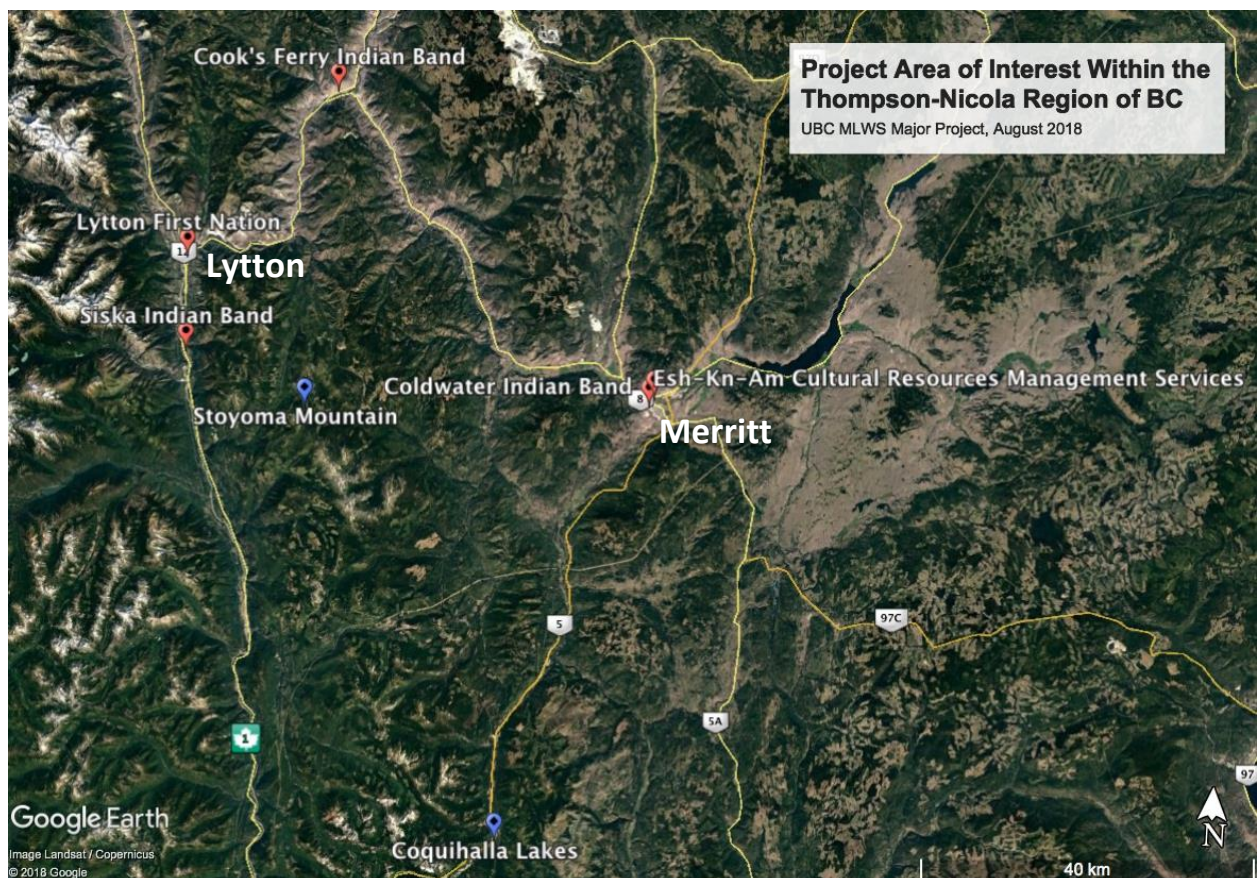 Cook's Ferry Indian Band
Project Area of Interest Within the
Thompson-Nicola Region of BC
UBC MLWS Major Project, August 2018
Lytton First Nation
12
Lytton
Siska Indian Band
Stoyoma Mountain
Coldwater Indian Band
Esh-Kn-Am Cultural Resources Management Services
8
Merritt
5
97C
5A
1
97
Google Earth
Coquihalla Lakes
N
Image Landsat / Copernicus
© 2018 Google
40 km